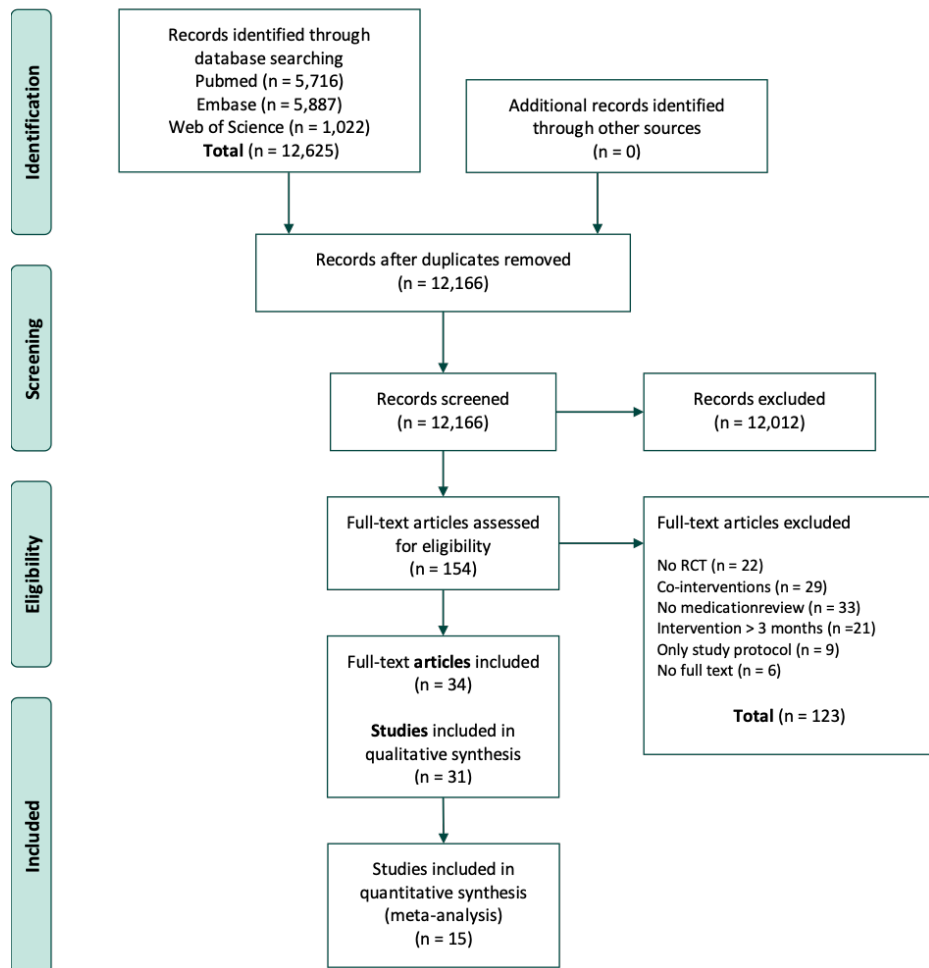 Identification
Records identified through
database searching
Pubmed (n = 5,716)
Embase (n = 5,887)
Web of Science (n = 1,022)
Total (n = 12,625)
Additional records identified
through other sources
(n = 0)
Records after duplicates removed
(n = 12,166)
Screening
Records screened
(n = 12,166)
Records excluded
(n = 12,012)
Eligibility
Full-text articles assessed
for eligibility
(n = 154)
Full-text articles excluded
No RCT (n = 22)
Co-interventions (n = 29)
No medicationreview (n = 33)
Intervention > 3 months (n =21)
Only study protocol (n = 9)
No full text (n = 6)
Total (n = 123)
Full-text articles included
(n = 34)
Studies included in
qualitative synthesis
(n = 31)
Included
Studies included in
quantitative synthesis
(meta-analysis)
(n = 15)